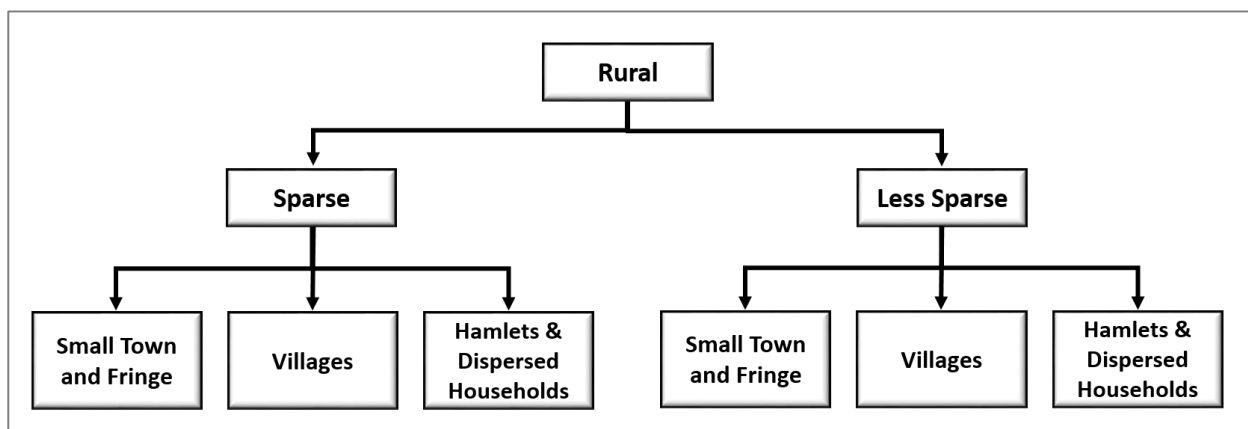 Rural
Sparse
Less Sparse
Small Town
and Fringe
Villages
Hamlets &
Dispersed
Households
Small Town
and Fringe
Villages
Hamlets &
Dispersed
Households